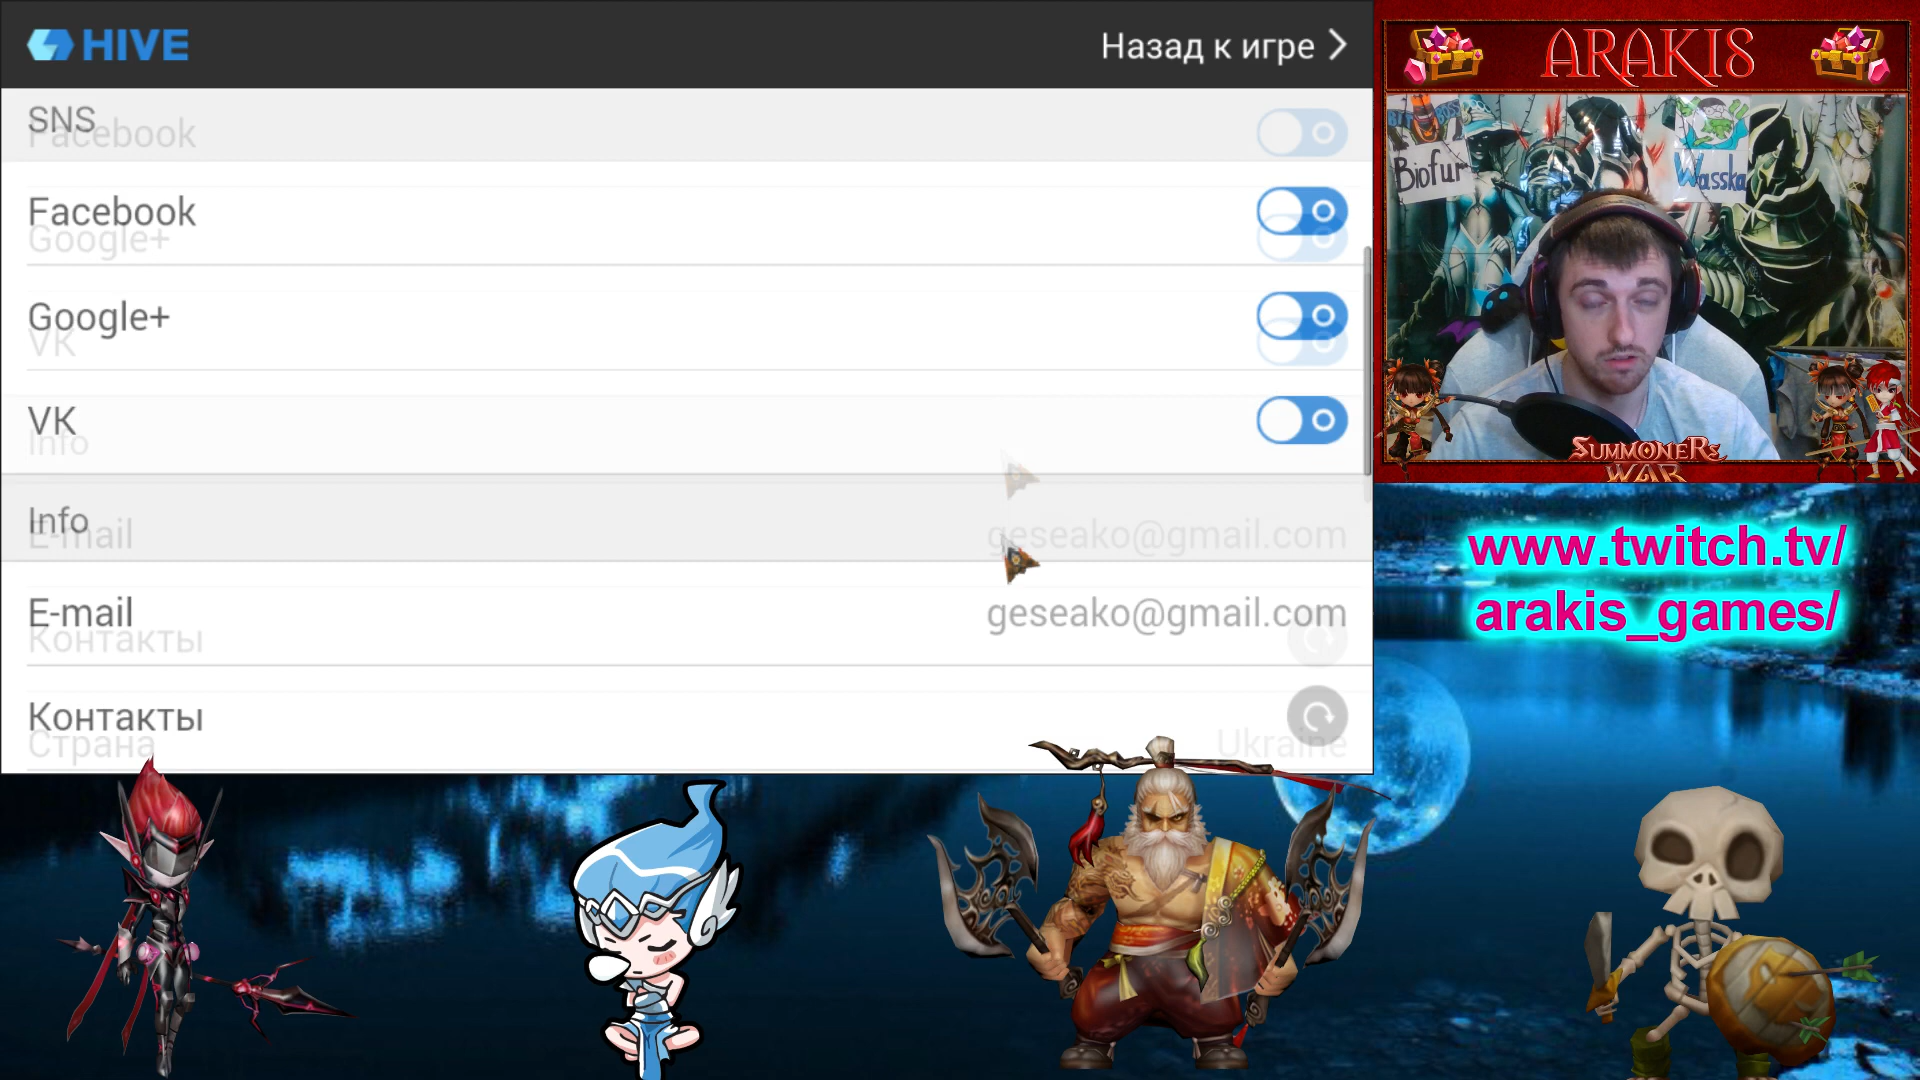 HIVE
Назад к игре
SNS
Facebook
Facebook
Google+
Google+
VK
VK
Info
Info
E-mail
geseako@gmail.com
E-mail
geseako@gmail.com
Контакты
Контакты
Страна
Ukraine
ARAKIS
Biofur
Wasska
SUMMONERS
WAR
www.twitch.tv/
arakis_games/